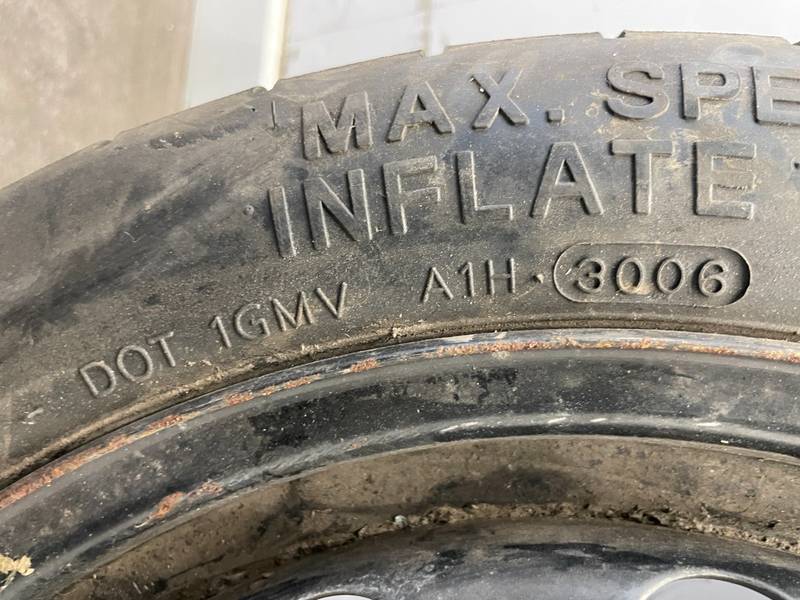 MAX. SPE
INFLATE
DOT 1GMV A1H. 3006